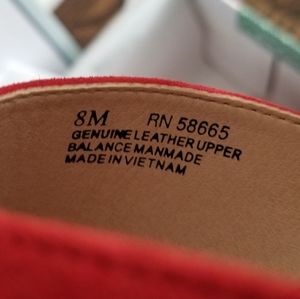 8M RN 58665
GENUINE LEATHER UPPER
BALANCE MANMADE
MADE IN VIETNAM